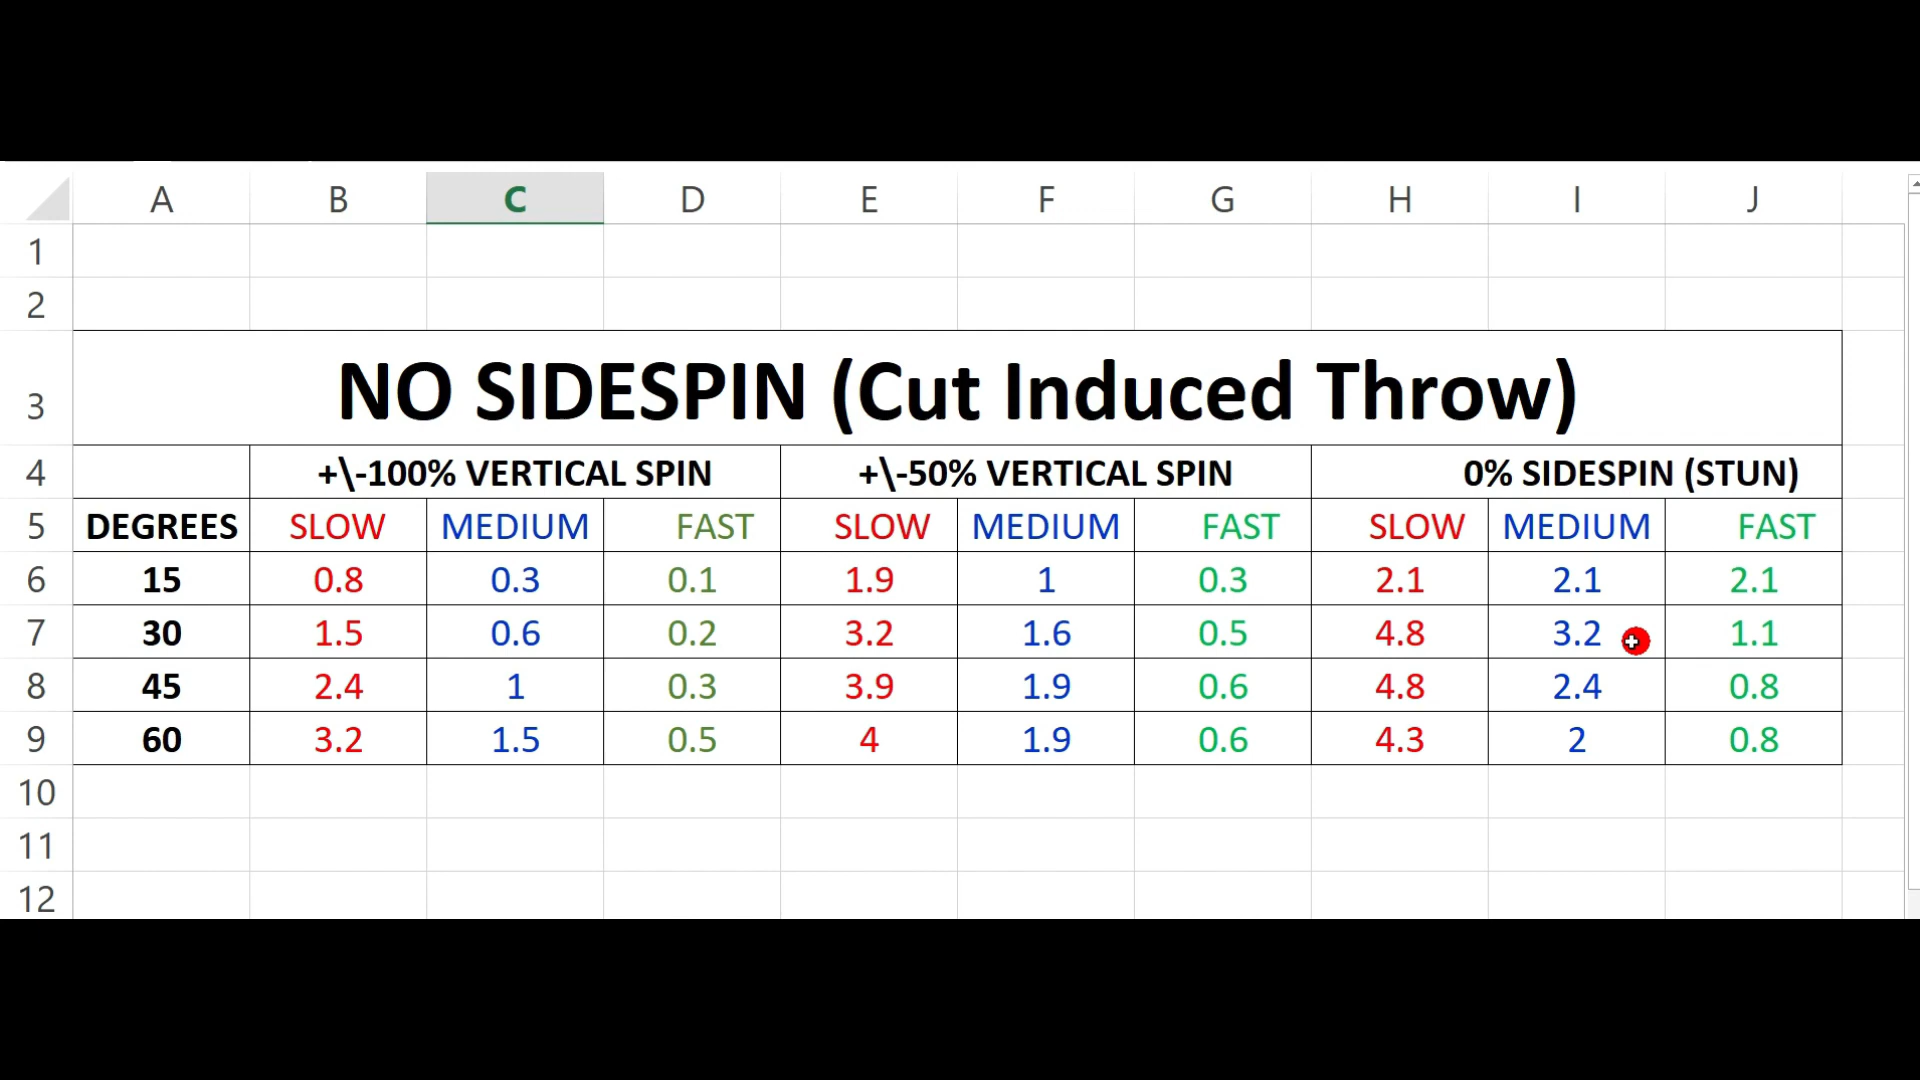 A B C D E F G H I J
1
2
3 NO SIDESPIN (Cut Induced Throw)
4 +\-100% VERTICAL SPIN +\-50% VERTICAL SPIN 0% SIDESPIN (STUN)
5 DEGREES SLOW MEDIUM FAST SLOW MEDIUM FAST SLOW MEDIUM FAST
6 15 0.8 0.3 0.1 1.9 1 0.3 2.1 2.1 2.1
7 30 1.5 0.6 0.2 3.2 1.6 0.5 4.8 3.2 1.1
8 45 2.4 1 0.3 3.9 1.9 0.6 4.8 2.4 0.8
9 60 3.2 1.5 0.5 4 1.9 0.6 4.3 2 0.8
10
11
12